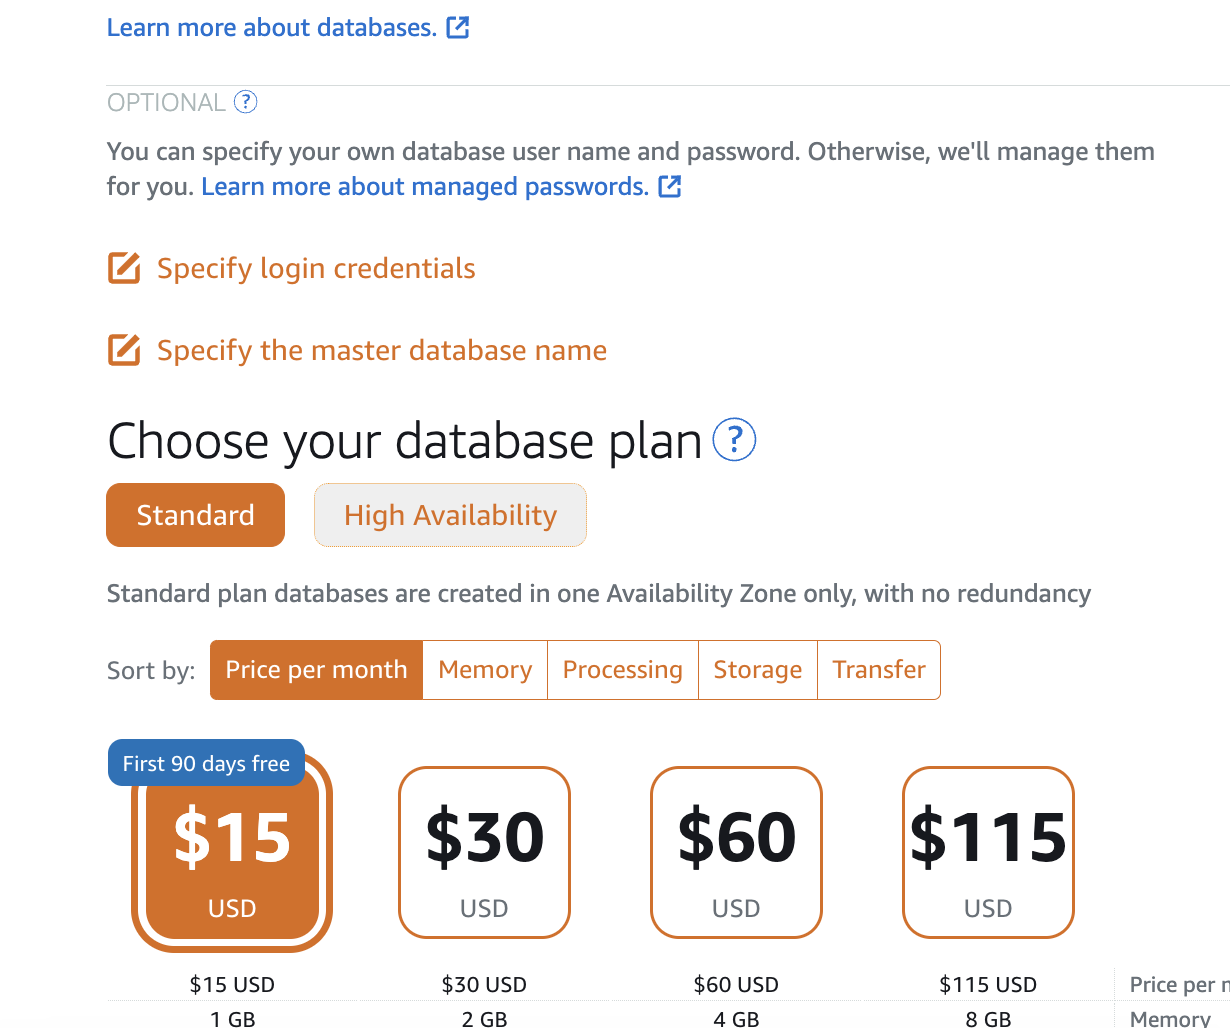 Learn more about databases.
OPTIONAL ?
You can specify your own database user name and password. Otherwise, we'll manage them
for you. Learn more about managed passwords.
Specify login credentials
Specify the master database name
Choose your database plan ?
Standard High Availability
Standard plan databases are created in one Availability Zone only, with no redundancy
Sort by: Price per month Memory Processing Storage Transfer
First 90 days free
$15 $30 $60 $115
USD USD USD USD
$15 USD $30 USD $60 USD $115 USD Price per
1 GB 2 GB 4 GB 8 GB Memory